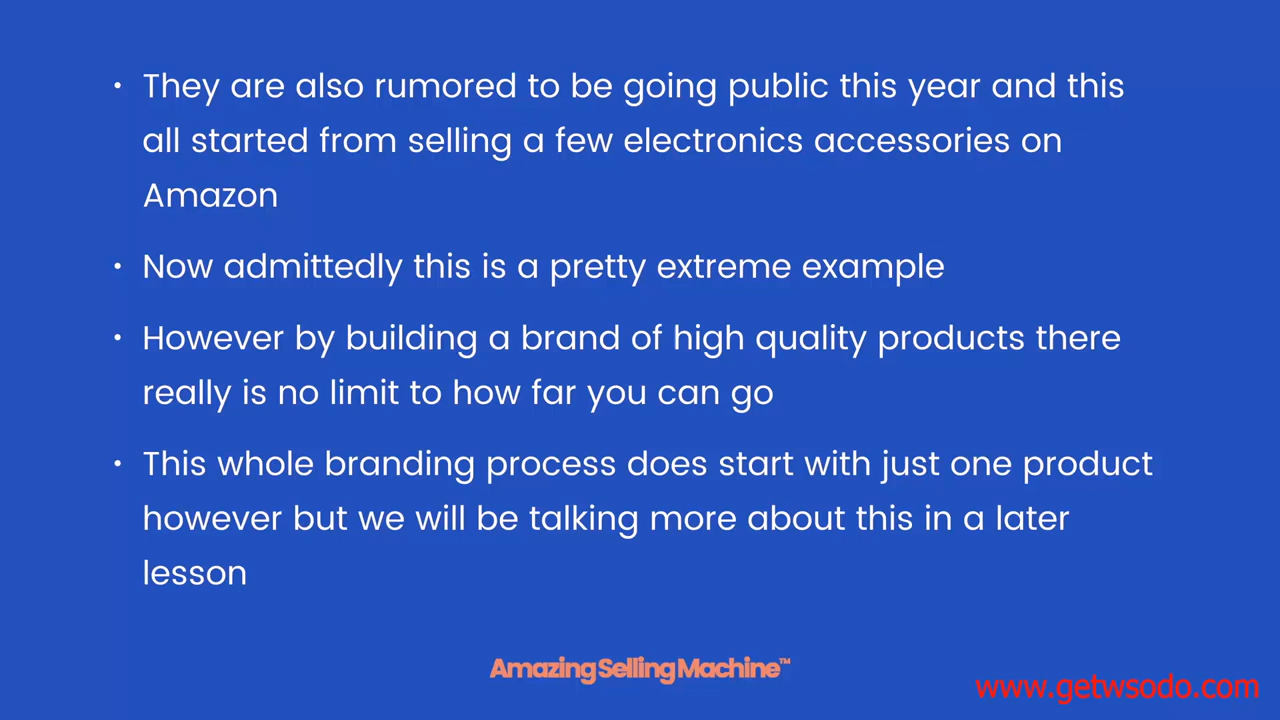 • They are also rumored to be going public this year and this
all started from selling a few electronics accessories on
Amazon
• Now admittedly this is a pretty extreme example
• However by building a brand of high quality products there
really is no limit to how far you can go
• This whole branding process does start with just one product
however but we will be talking more about this in a later
lesson
Amazing Selling Machine™
www.getwsodo.com